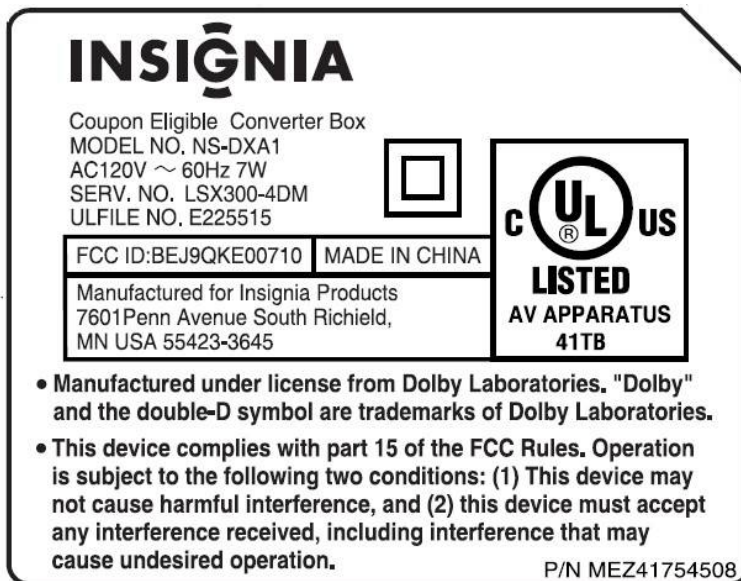 INSIGNIA
Coupon Eligible Converter Box
MODEL NO. NS-DXA1
AC120V ～ 60Hz 7W
SERV. NO. LSX300-4DM
ULFILE NO. E225515
FCC ID:BEJ9QKE00710
MADE IN CHINA
Manufactured for Insignia Products
7601Penn Avenue South Richield,
MN USA 55423-3645
C UL US
®
LISTED
AV APPARATUS
41TB
• Manufactured under license from Dolby Laboratories. "Dolby"
and the double-D symbol are trademarks of Dolby Laboratories.
• This device complies with part 15 of the FCC Rules. Operation
is subject to the following two conditions: (1) This device may
not cause harmful interference, and (2) this device must accept
any interference received, including interference that may
cause undesired operation.
P/N MEZ41754508